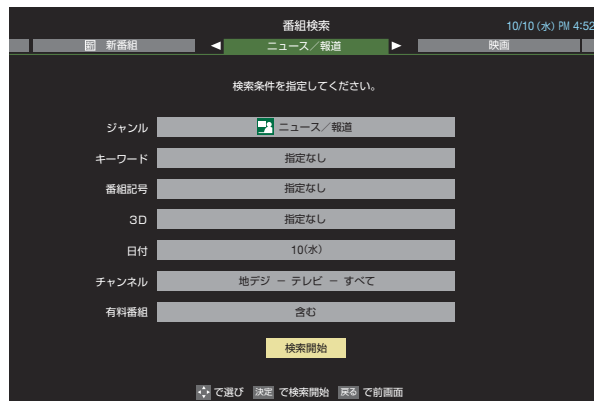 番組検索
10/10 (水) PM 4:52
新番組 ◀ ニュース／報道 ▶ 映画
検索条件を指定してください。
ジャンル ニュース／報道
キーワード 指定なし
番組記号 指定なし
3D 指定なし
日付 10(水)
チャンネル 地デジ － テレビ － すべて
有料番組 含む
検索開始
で選び 決定 で検索開始 戻る で前画面